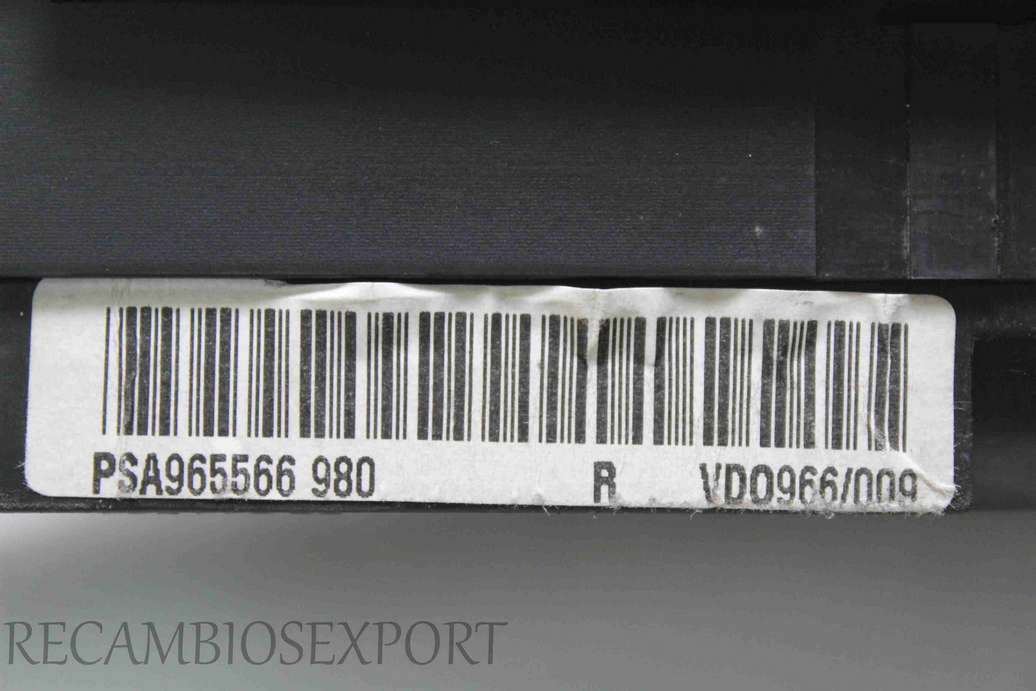 PSA965566 980 R VDO966/009
RECAMBIOSEXPORT